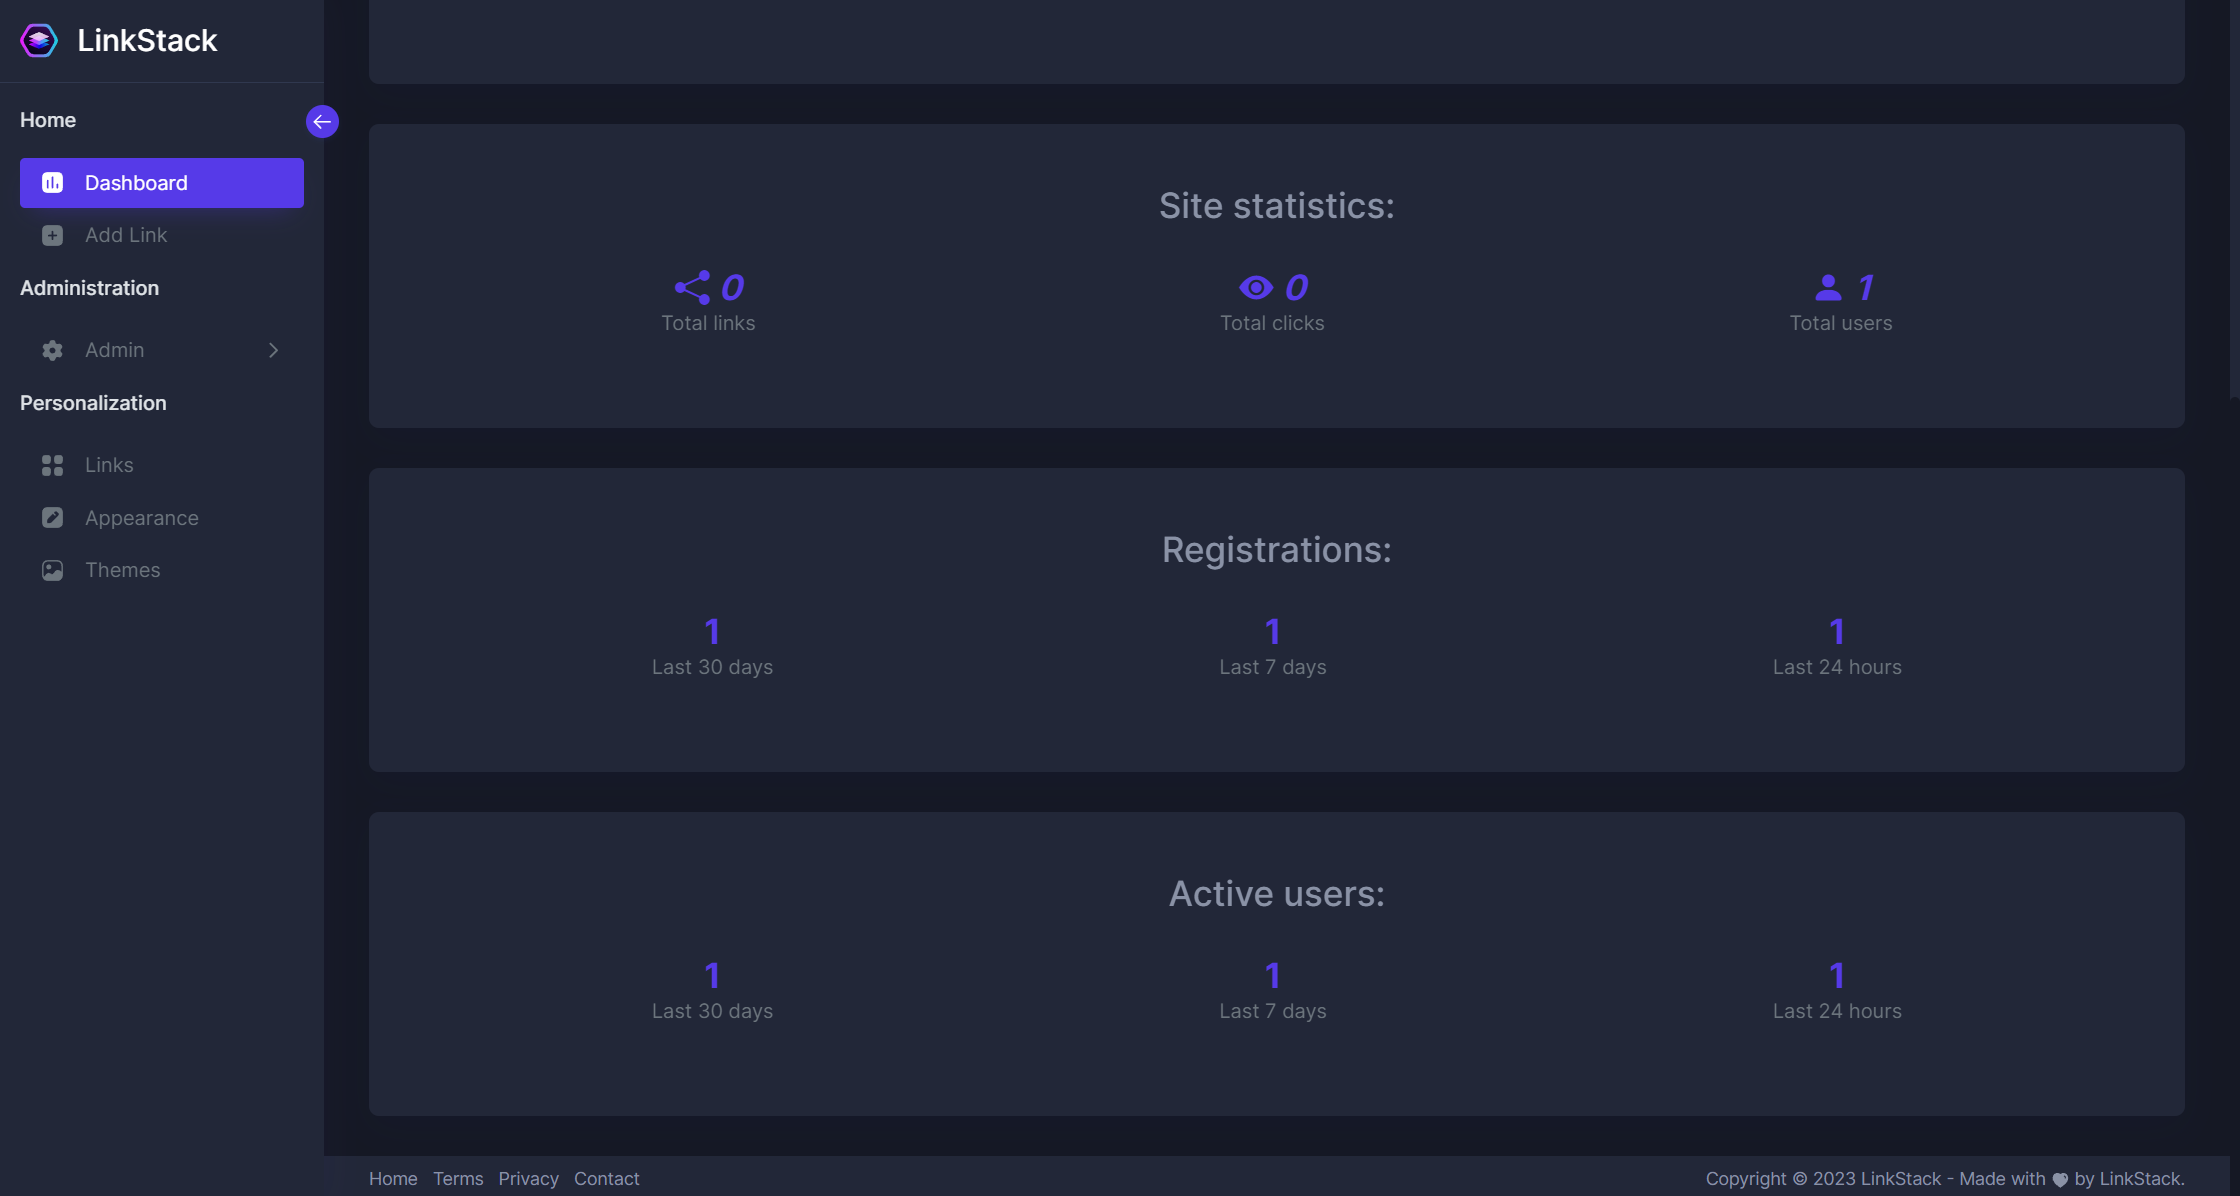 LinkStack
Home
Dashboard
Add Link
Administration
Admin
Personalization
Links
Appearance
Themes
Site statistics:
0 0 1
Total links Total clicks Total users
Registrations:
1 1 1
Last 30 days Last 7 days Last 24 hours
Active users:
1 1 1
Last 30 days Last 7 days Last 24 hours
Home Terms Privacy Contact Copyright © 2023 LinkStack - Made with ♥ by LinkStack.